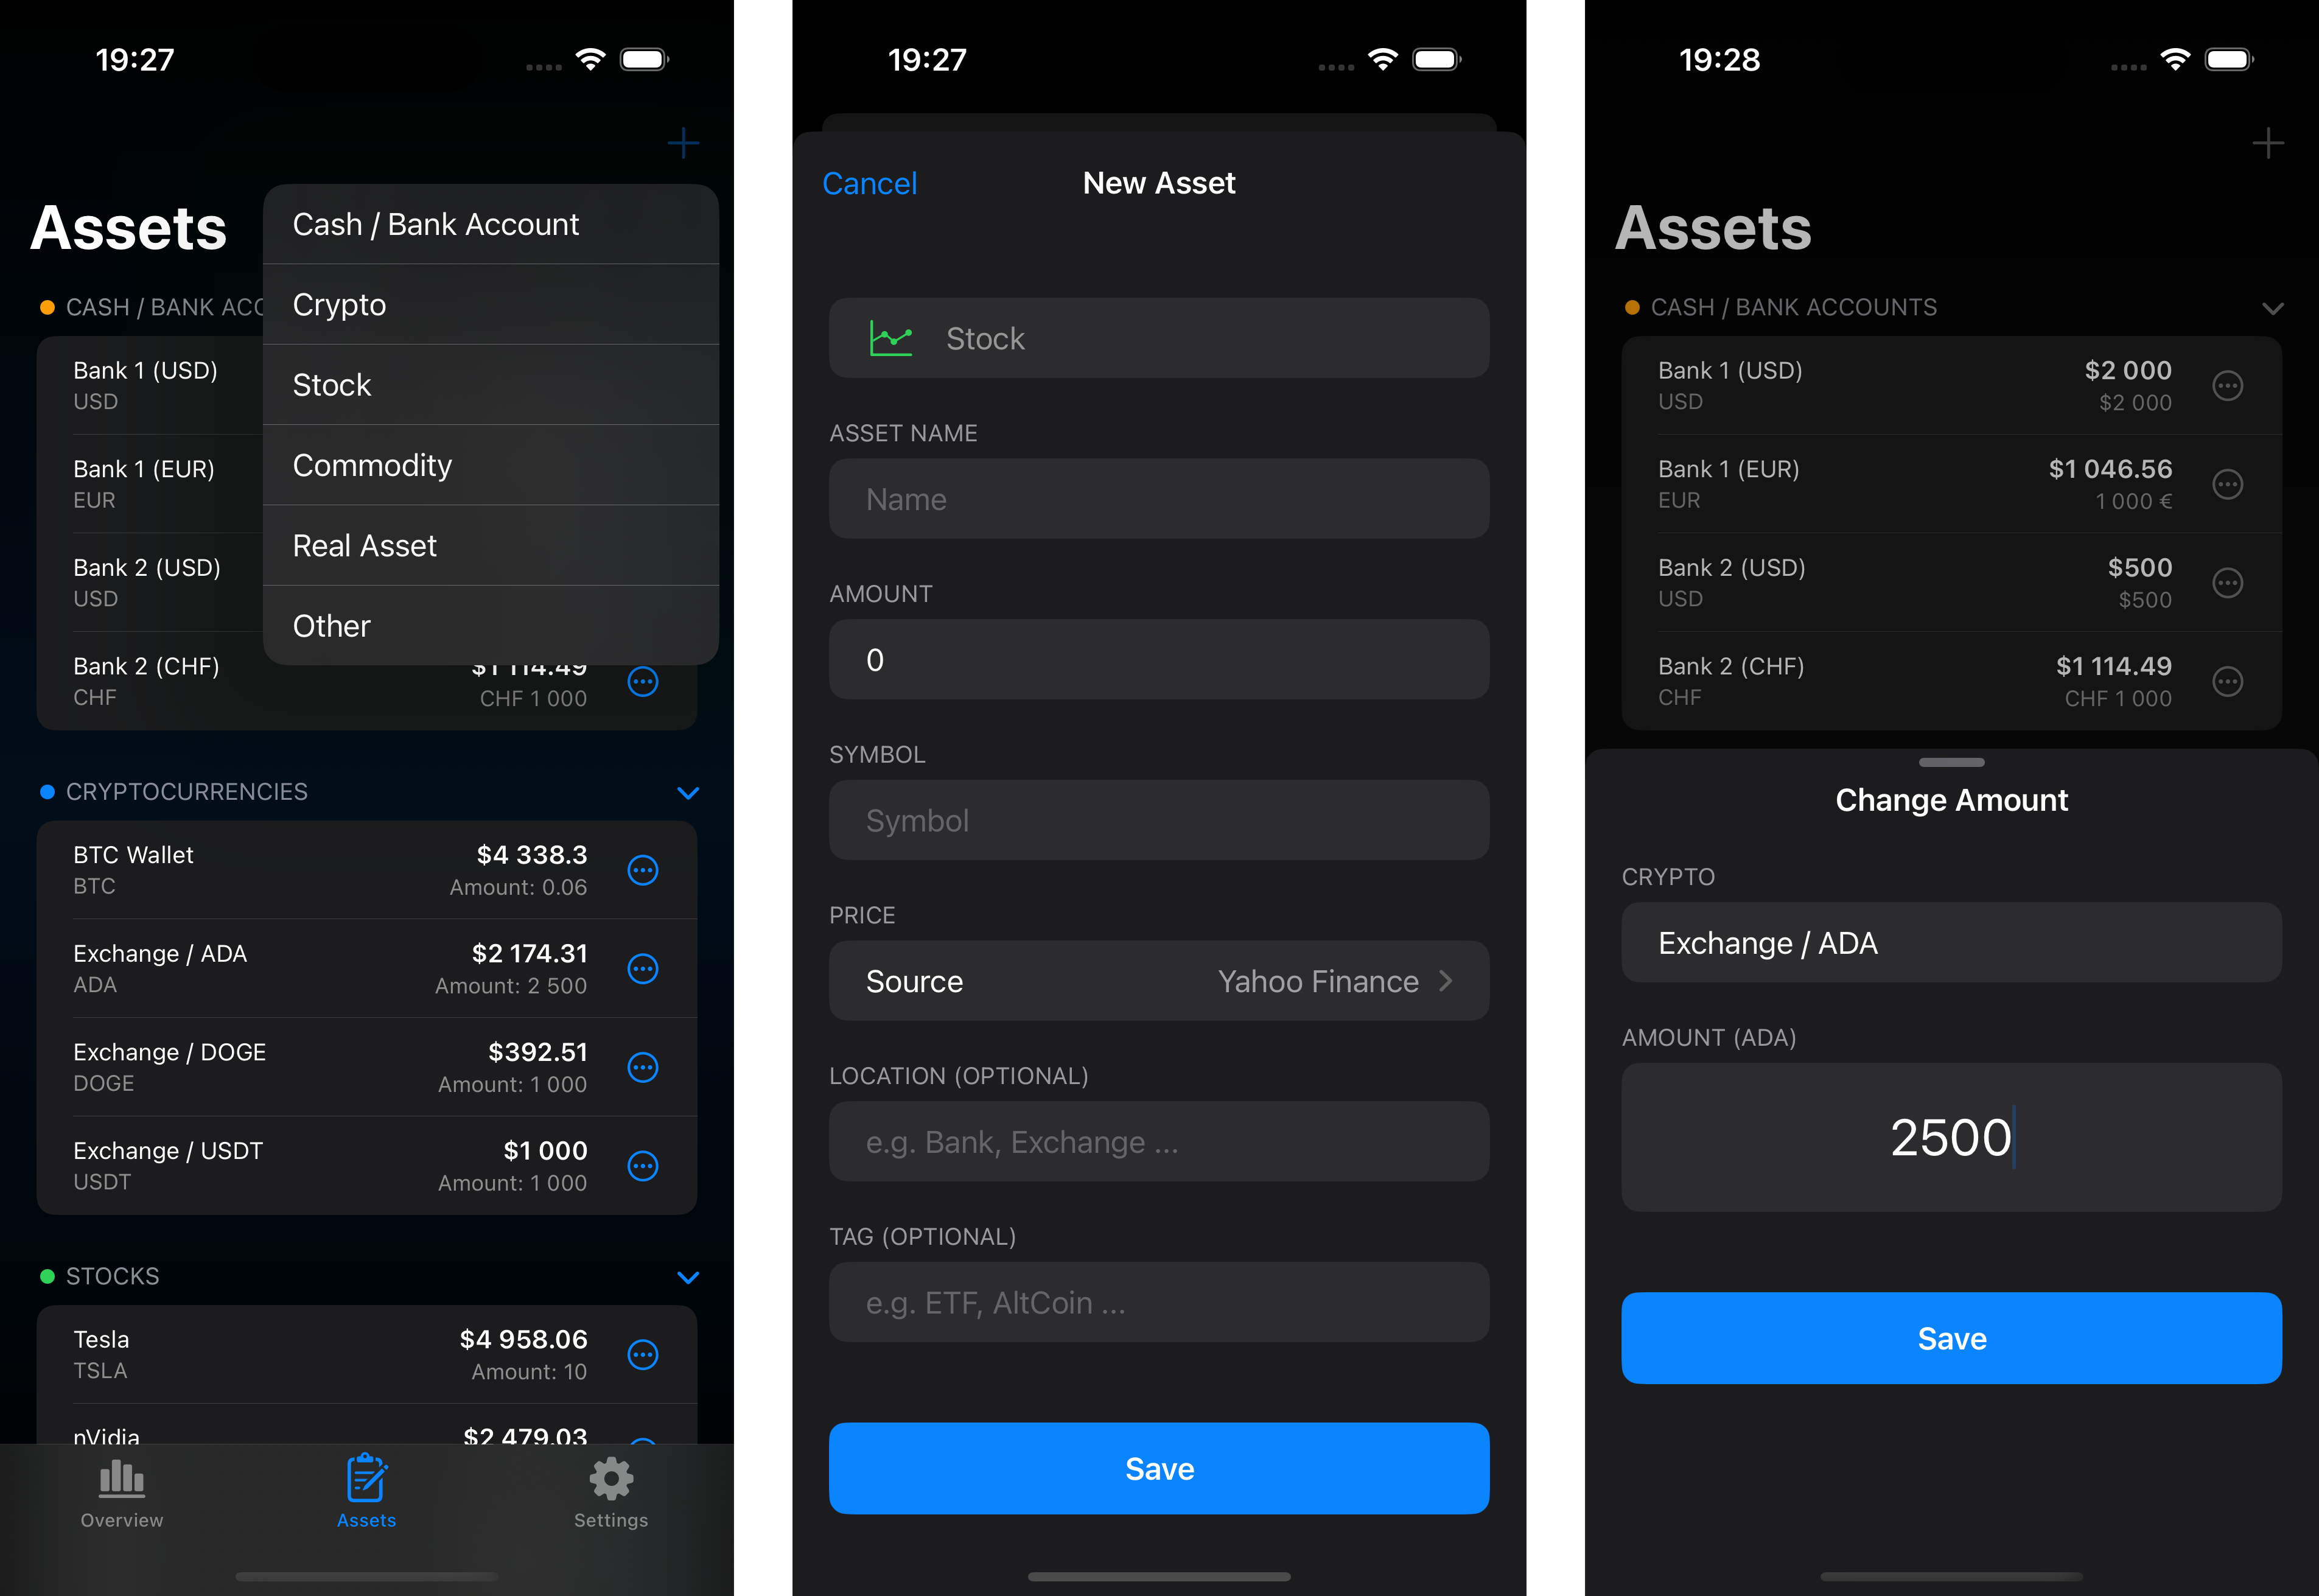 19:27
Assets
Cash / Bank Account
Crypto
Stock
Commodity
Real Asset
Other
CASH / BANK ACC
Bank 1 (USD)
USD
Bank 1 (EUR)
EUR
Bank 2 (USD)
USD
Bank 2 (CHF) $1 114.49
CHF CHF 1 000
CRYPTOCURRENCIES
BTC Wallet $4 338.3
BTC Amount: 0.06
Exchange / ADA $2 174.31
ADA Amount: 2 500
Exchange / DOGE $392.51
DOGE Amount: 1 000
Exchange / USDT $1 000
USDT Amount: 1 000
STOCKS
Tesla $4 958.06
TSLA Amount: 10
nVidia $2 479.03
Overview Assets Settings
19:27
Cancel New Asset
Stock
ASSET NAME
Name
AMOUNT
0
SYMBOL
Symbol
PRICE
Source Yahoo Finance
LOCATION (OPTIONAL)
e.g. Bank, Exchange ...
TAG (OPTIONAL)
e.g. ETF, AltCoin ...
Save
19:28
Assets
CASH / BANK ACCOUNTS
Bank 1 (USD) $2 000
USD $2 000
Bank 1 (EUR) $1 046.56
EUR 1 000 €
Bank 2 (USD) $500
USD $500
Bank 2 (CHF) $1 114.49
CHF CHF 1 000
Change Amount
CRYPTO
Exchange / ADA
AMOUNT (ADA)
2500
Save